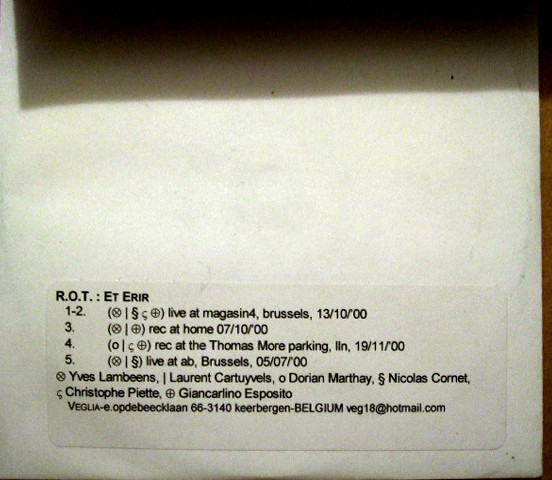 R.O.T. : ET ERIR
1-2. (⊗ | § ς ⊕) live at magasin4, brussels, 13/10/'00
3. (⊗ | ⊕) rec at home 07/10/'00
4. (o | ς ⊕) rec at the Thomas More parking, lln, 19/11/'00
5. (⊗ | §) live at ab, Brussels, 05/07/'00
⊗ Yves Lambeens, | Laurent Cartuyvels, o Dorian Marthay, § Nicolas Cornet,
ς Christophe Piette, ⊕ Giancarlino Esposito
VEGLIA-e.opdebeecklaan 66-3140 keerbergen-BELGIUM veg18@hotmail.com